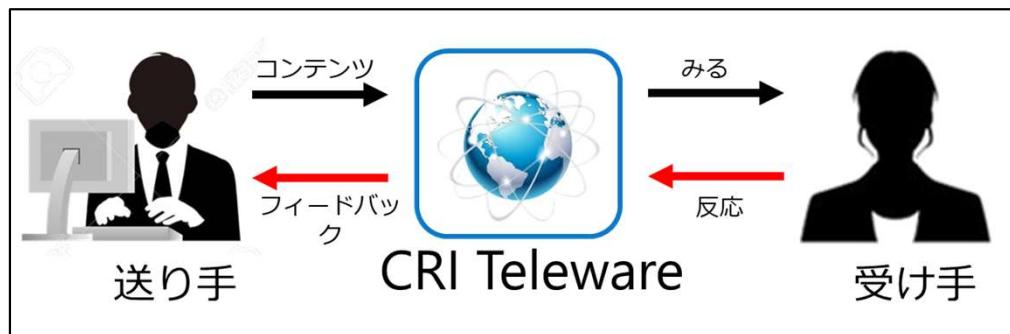 コンテンツ
みる
フィードバッ
ク
反応
送り手
CRI Teleware
受け手